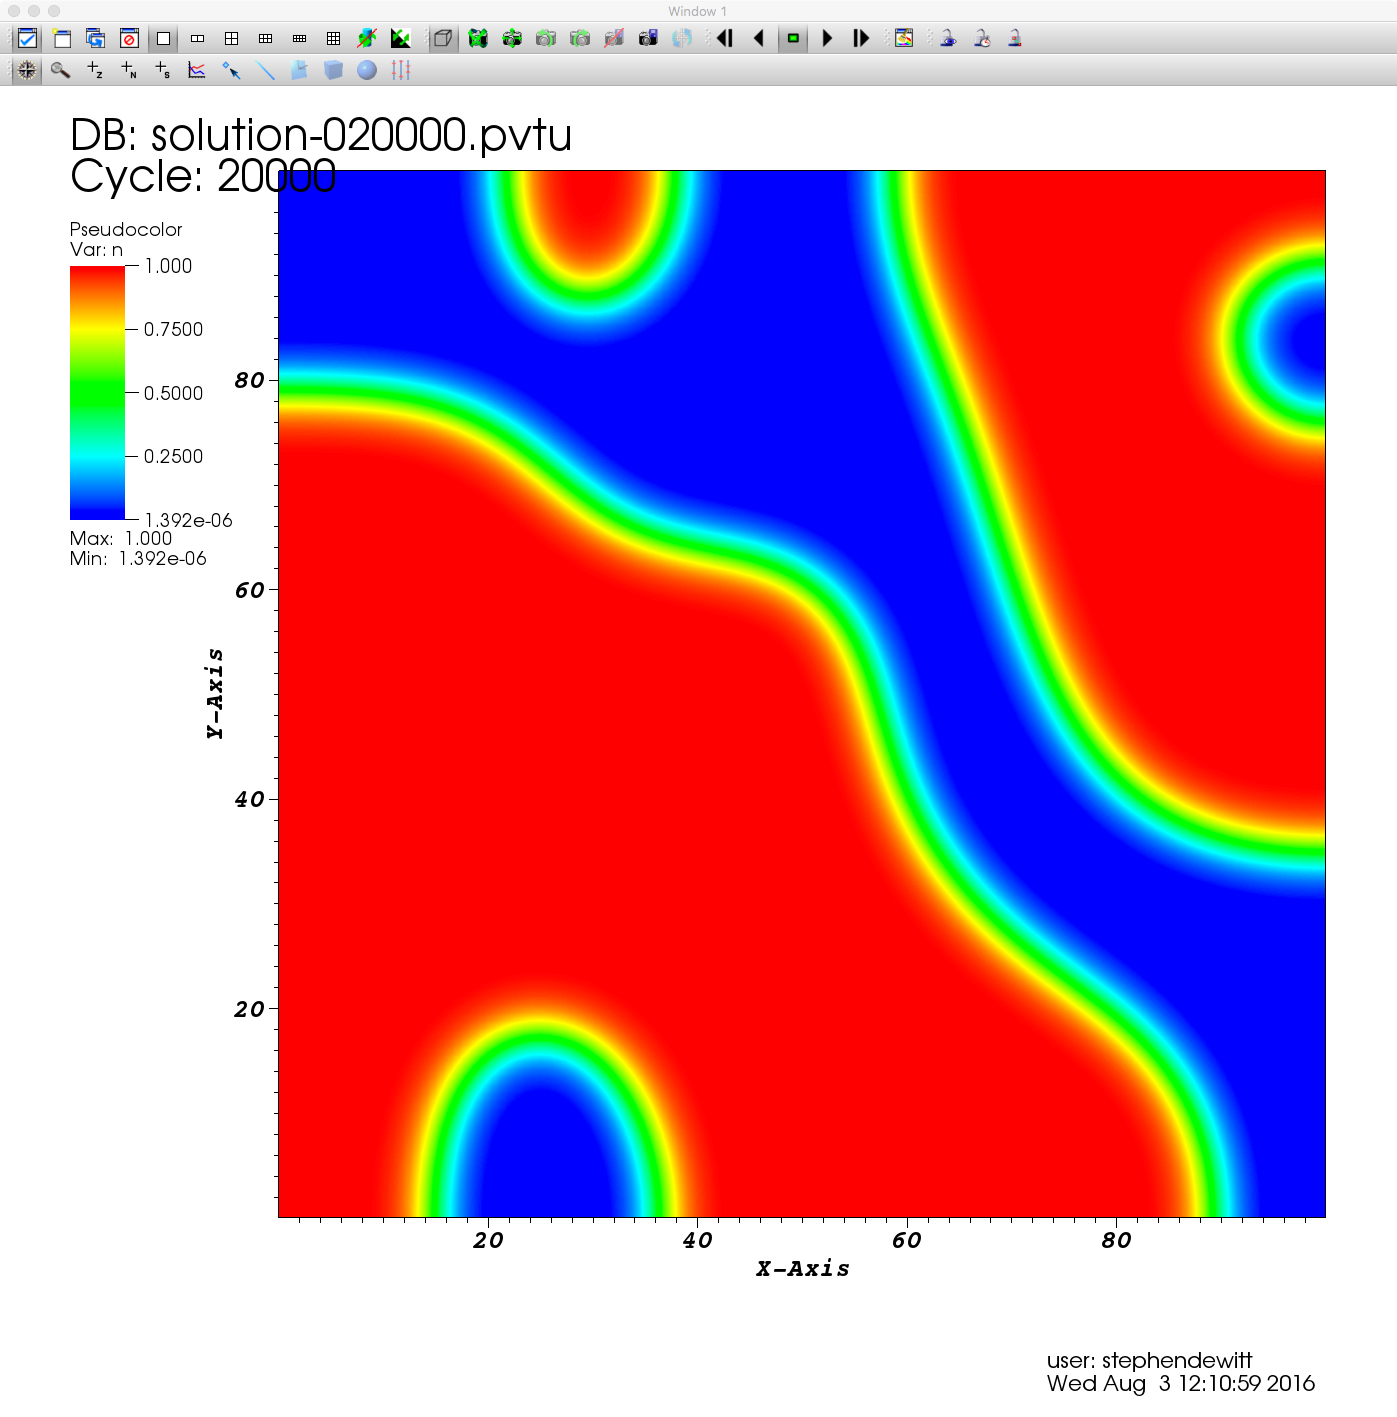 Window 1
DB: solution-020000.pvtu
Cycle: 20000
Pseudocolor
Var: n
1.000
0.7500
0.5000
0.2500
1.392e-06
Max: 1.000
Min: 1.392e-06
80
60
40
20
Y-Axis
20 40 60 80
X-Axis
user: stephendewitt
Wed Aug 3 12:10:59 2016